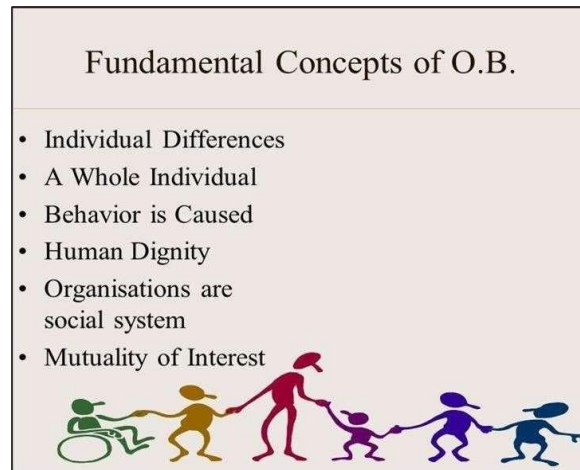 Fundamental Concepts of O.B.
• Individual Differences
• A Whole Individual
• Behavior is Caused
• Human Dignity
• Organisations are
social system
• Mutuality of Interest